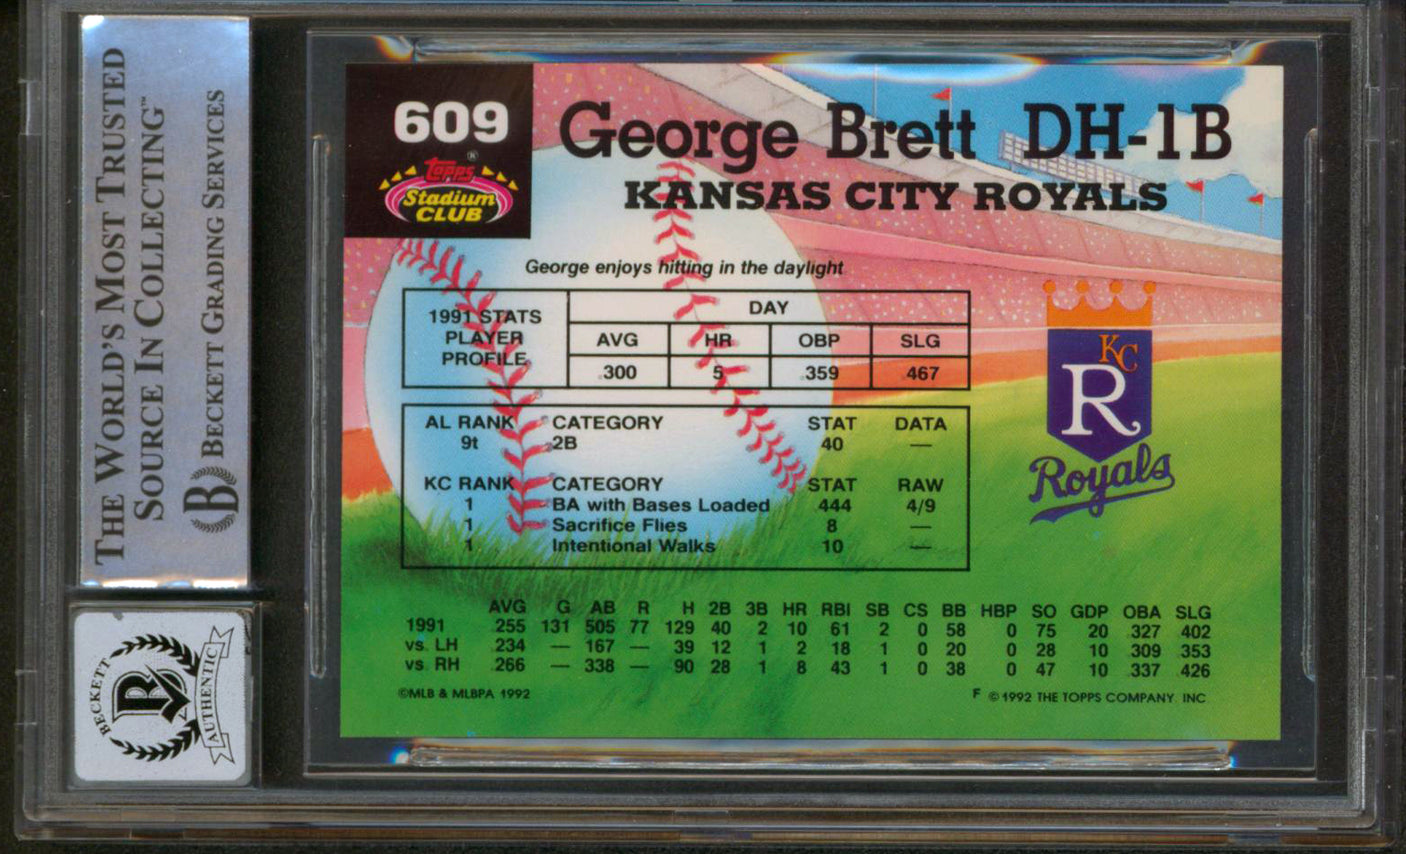 THE WORLD'S MOST TRUSTED
SOURCE IN COLLECTING™
BECKETT GRADING SERVICES
B
BECKETT
B
AUTHENTIC
609
Topps®
Stadium
CLUB
George Brett DH-1B
KANSAS CITY ROYALS
George enjoys hitting in the daylight
1991 STATS
PLAYER
PROFILE
DAY
AVG HR OBP SLG
.300 5 .359 .467
AL RANK CATEGORY STAT DATA
9t 2B 40 —
KC RANK CATEGORY STAT RAW
1 BA with Bases Loaded .444 4/9
1 Sacrifice Flies 8 —
1 Intentional Walks 10 —
KC
R
Royals
AVG G AB R H 2B 3B HR RBI SB CS BB HBP SO GDP OBA SLG
1991 .255 131 505 77 129 40 2 10 61 2 0 58 0 75 20 .327 .402
vs. LH .234 — 167 — 39 12 1 2 18 1 0 20 0 28 10 .309 .353
vs. RH .266 — 338 — 90 28 1 8 43 1 0 38 0 47 10 .337 .426
©MLB & MLBPA 1992
F © 1992 THE TOPPS COMPANY, INC.